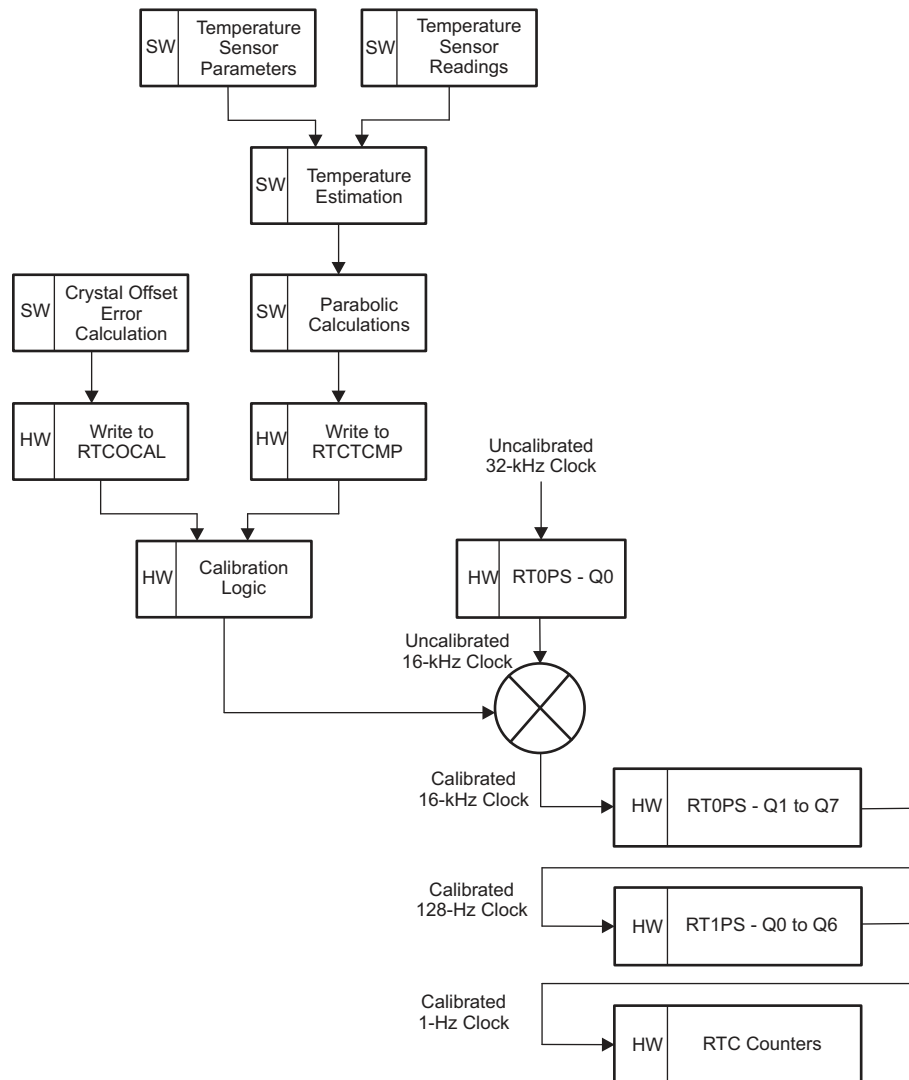 SW
Temperature
Sensor
Parameters
SW
Temperature
Sensor
Readings
SW
Temperature
Estimation
SW
Crystal Offset
Error
Calculation
SW
Parabolic
Calculations
HW
Write to
RTCOCAL
HW
Write to
RTCTCMP
Uncalibrated
32-kHz Clock
HW
Calibration
Logic
HW
RT0PS - Q0
Uncalibrated
16-kHz Clock
Calibrated
16-kHz Clock
HW
RT0PS - Q1 to Q7
Calibrated
128-Hz Clock
HW
RT1PS - Q0 to Q6
Calibrated
1-Hz Clock
HW
RTC Counters